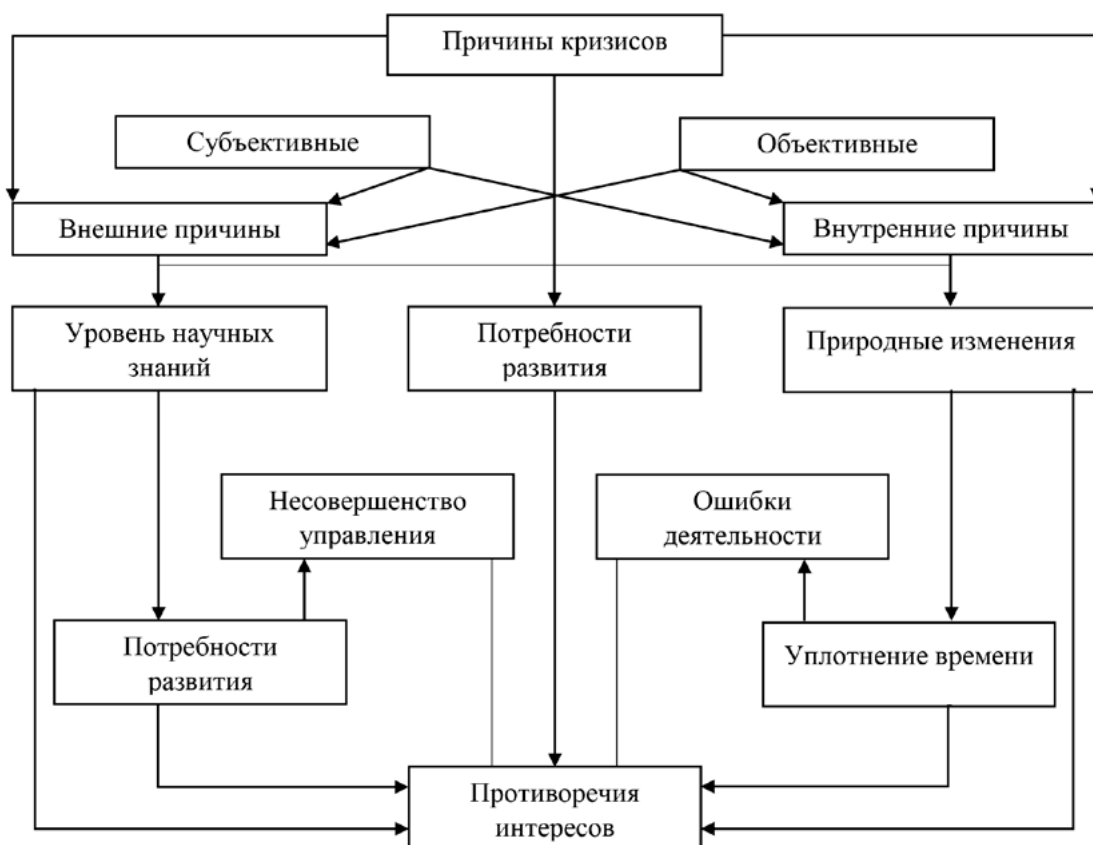 Причины кризисов
Субъективные
Объективные
Внешние причины
Внутренние причины
Уровень научных
знаний
Потребности
развития
Природные изменения
Несовершенство
управления
Ошибки
деятельности
Потребности
развития
Уплотнение времени
Противоречия
интересов